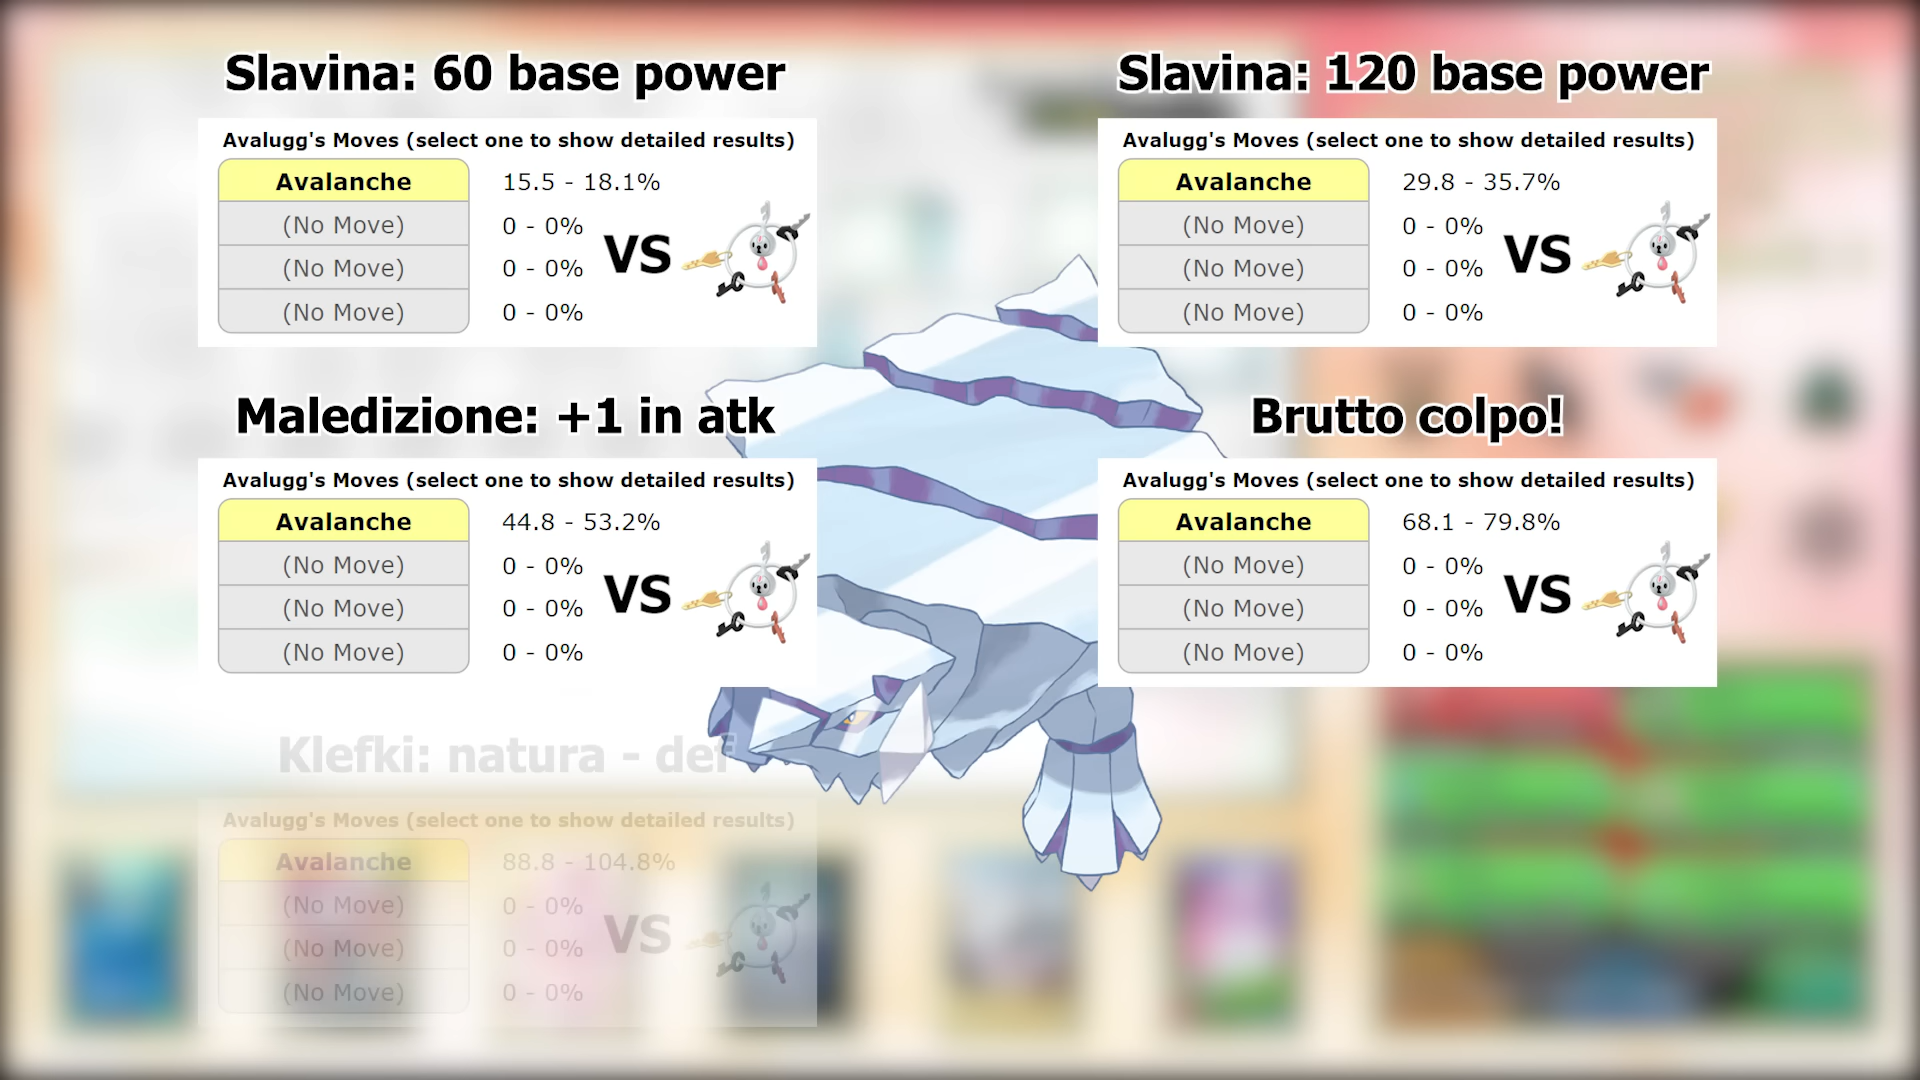 Slavina: 60 base power
Avalugg's Moves (select one to show detailed results)
Avalanche 15.5 - 18.1%
(No Move) 0 - 0%
(No Move) 0 - 0%
(No Move) 0 - 0%
VS
Slavina: 120 base power
Avalugg's Moves (select one to show detailed results)
Avalanche 29.8 - 35.7%
(No Move) 0 - 0%
(No Move) 0 - 0%
(No Move) 0 - 0%
VS
Maledizione: +1 in atk
Avalugg's Moves (select one to show detailed results)
Avalanche 44.8 - 53.2%
(No Move) 0 - 0%
(No Move) 0 - 0%
(No Move) 0 - 0%
VS
Brutto colpo!
Avalugg's Moves (select one to show detailed results)
Avalanche 68.1 - 79.8%
(No Move) 0 - 0%
(No Move) 0 - 0%
(No Move) 0 - 0%
VS
Klefki: natura - def
Avalugg's Moves (select one to show detailed results)
Avalanche 88.8 - 104.8%
(No Move) 0 - 0%
(No Move) 0 - 0%
(No Move) 0 - 0%
VS